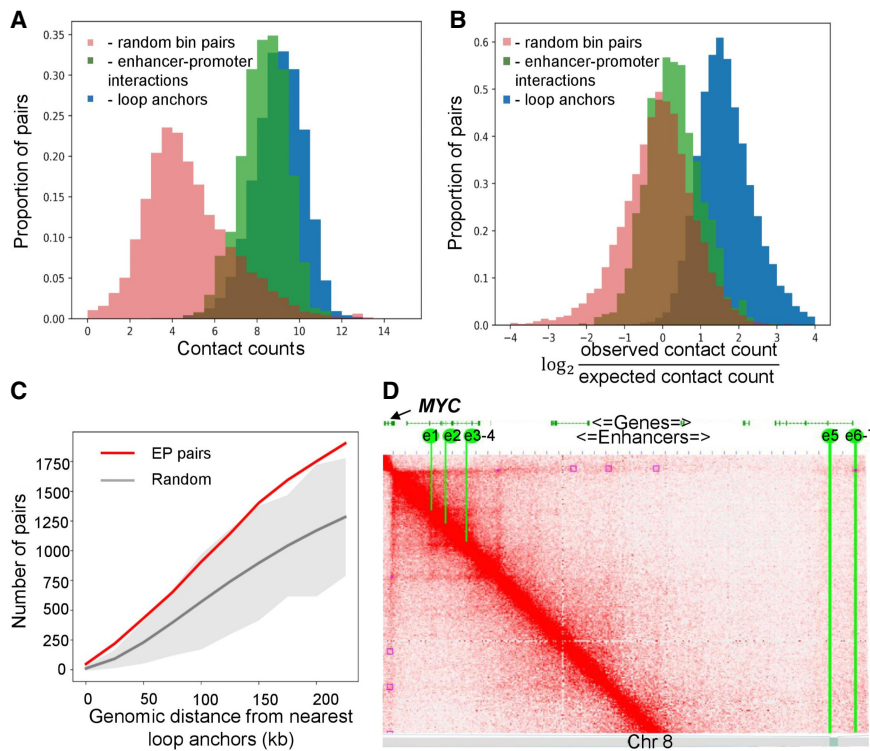 A
- random bin pairs
- enhancer-promoter
interactions
- loop anchors
Proportion of pairs
0.35
0.30
0.25
0.20
0.15
0.10
0.05
0.00
0 2 4 6 8 10 12 14
Contact counts
B
- random bin pairs
- enhancer-promoter
interactions
- loop anchors
Proportion of pairs
0.6
0.5
0.4
0.3
0.2
0.1
0.0
−4 −3 −2 −1 0 1 2 3 4
log₂ observed contact count
expected contact count
C
EP pairs
Random
Number of pairs
1750
1500
1250
1000
750
500
250
0
0 50 100 150 200
Genomic distance from nearest
loop anchors (kb)
D
MYC
<=Genes=>
e1 e2 e3-4 <=Enhancers=> e5 e6-7
Chr 8